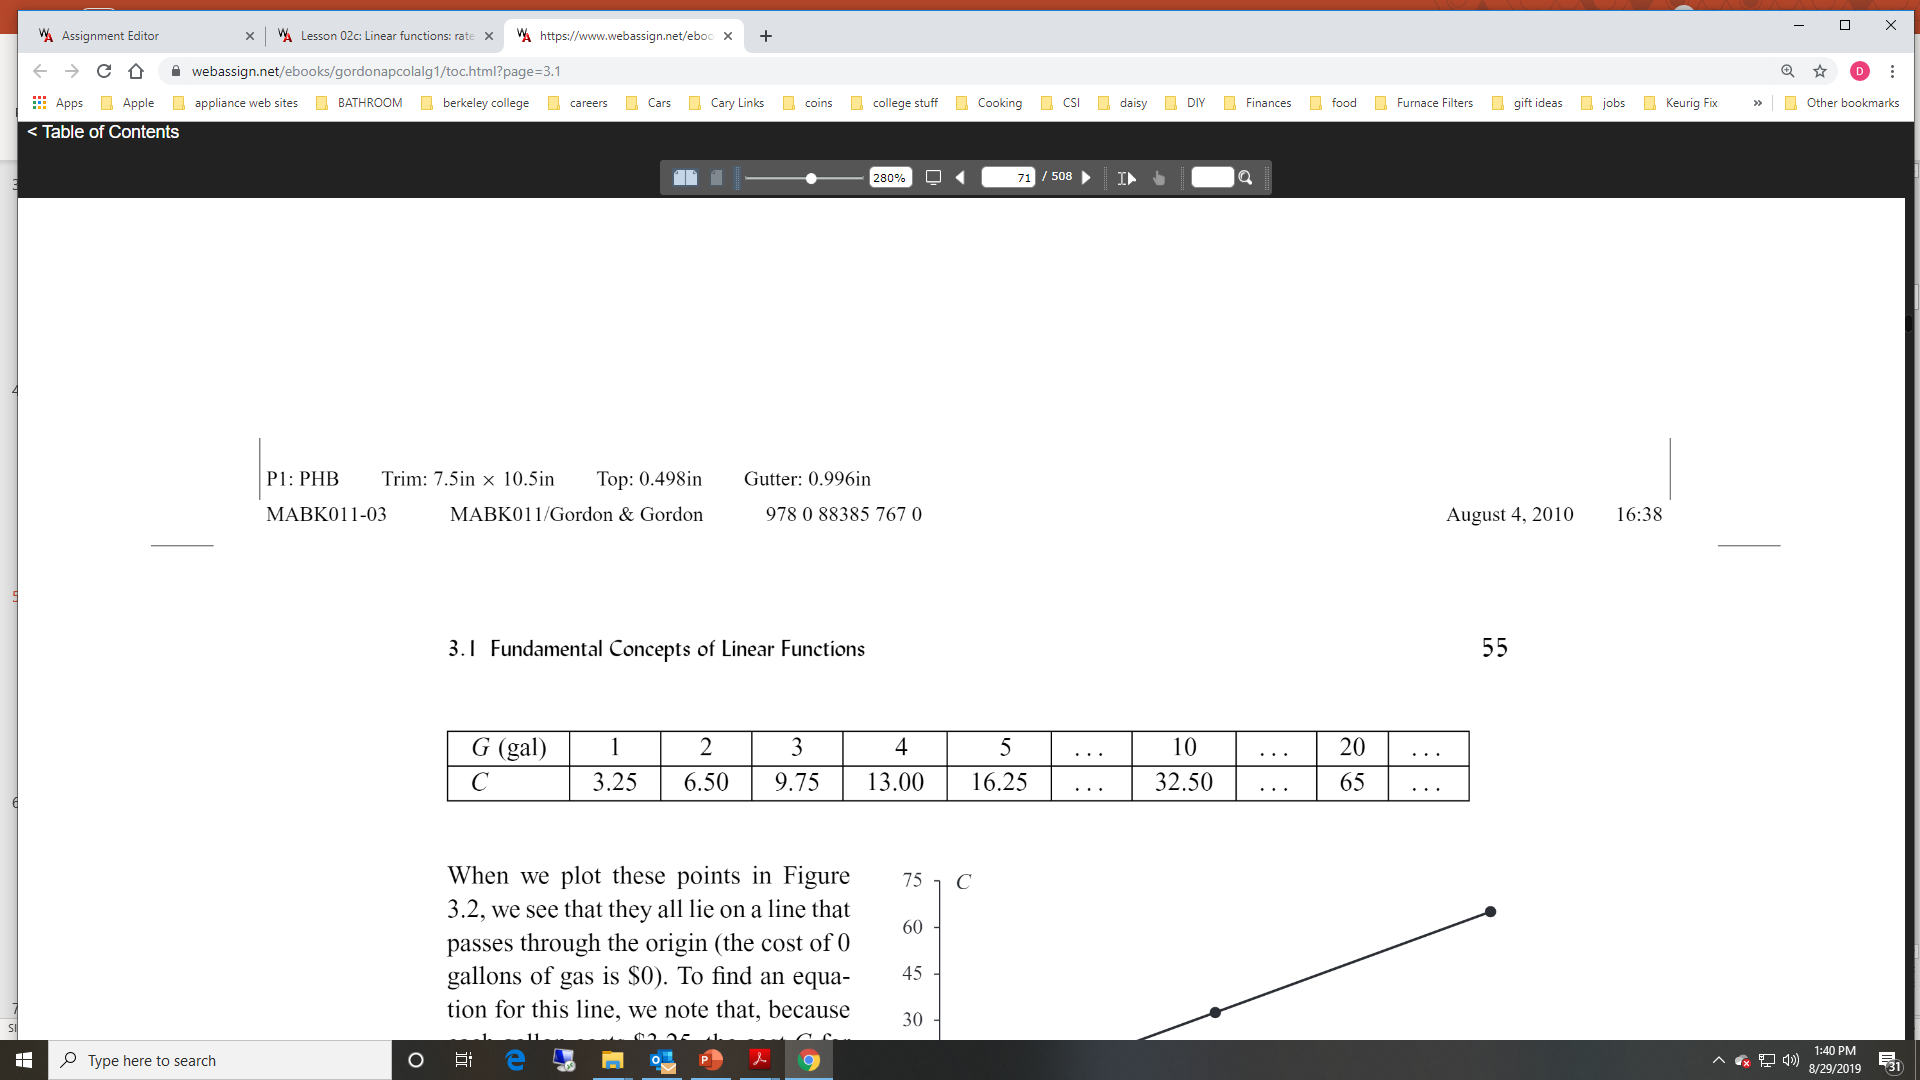 Assignment Editor
Lesson 02c: Linear functions: rate
https://www.webassign.net/eboo
webassign.net/ebooks/gordonapcolalg1/toc.html?page=3.1
D
Apps Apple appliance web sites BATHROOM berkeley college careers Cars Cary Links coins college stuff Cooking CSI daisy DIY Finances food Furnace Filters gift ideas jobs Keurig Fix » Other bookmarks
< Table of Contents
280% 71 / 508
P1: PHB Trim: 7.5in × 10.5in Top: 0.498in Gutter: 0.996in
MABK011-03 MABK011/Gordon & Gordon 978 0 88385 767 0 August 4, 2010 16:38
3.1 Fundamental Concepts of Linear Functions 55
G (gal) 1 2 3 4 5 . . . 10 . . . 20 . . .
C 3.25 6.50 9.75 13.00 16.25 . . . 32.50 . . . 65 . . .
When we plot these points in Figure
3.2, we see that they all lie on a line that
passes through the origin (the cost of 0
gallons of gas is $0). To find an equa-
tion for this line, we note that, because
each gallon costs $3.25, the cost C for
75 C
60
45
30
Type here to search
1:40 PM
8/29/2019
31